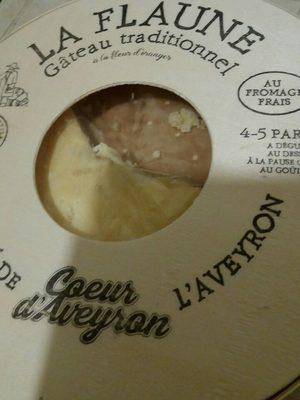 LA FLAUNE
Gâteau traditionnel
à la fleur d'oranger
AU
FROMAGE
FRAIS
4-5 PAR
A DÉGU
AU DES
À LA PAUSE
AU GOÛ
DE
L'AVEYRON
Coeur
d'Aveyron